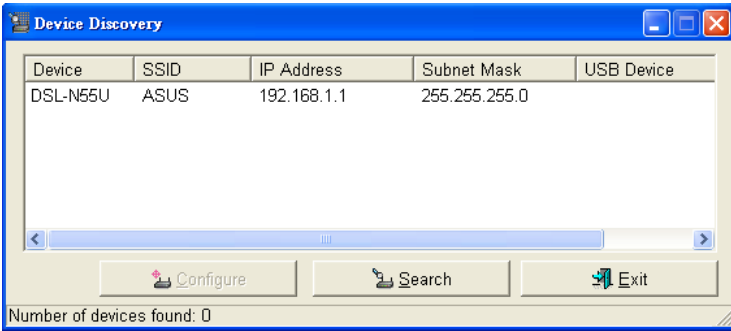 Device Discovery
Device SSID IP Address Subnet Mask USB Device
DSL-N55U ASUS 192.168.1.1 255.255.255.0
Configure Search Exit
Number of devices found: 0